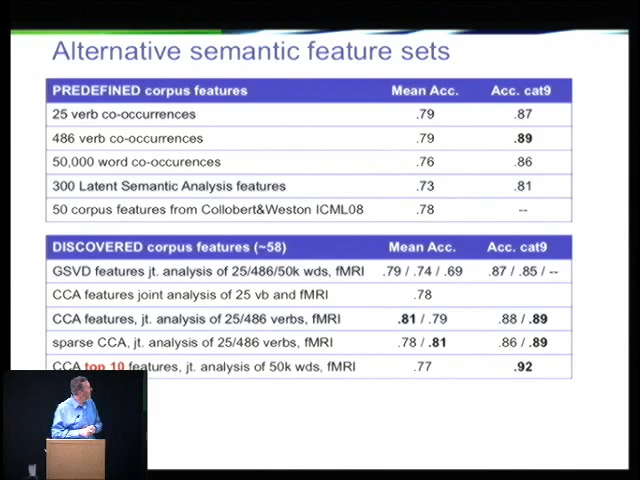 Alternative semantic feature sets
PREDEFINED corpus features Mean Acc. Acc. cat9
25 verb co-occurrences .79 .87
486 verb co-occurrences .79 .89
50,000 word co-occurences .76 .86
300 Latent Semantic Analysis features .73 .81
50 corpus features from Collobert&Weston ICML08 .78 --
DISCOVERED corpus features (~58) Mean Acc. Acc. cat9
GSVD features jt. analysis of 25/486/50k wds, fMRI .79 / .74 / .69 .87 / .85 / --
CCA features joint analysis of 25 vb and fMRI .78
CCA features, jt. analysis of 25/486 verbs, fMRI .81 / .79 .88 / .89
sparse CCA, jt. analysis of 25/486 verbs, fMRI .78 / .81 .86 / .89
CCA top 10 features, jt. analysis of 50k wds, fMRI .77 .92